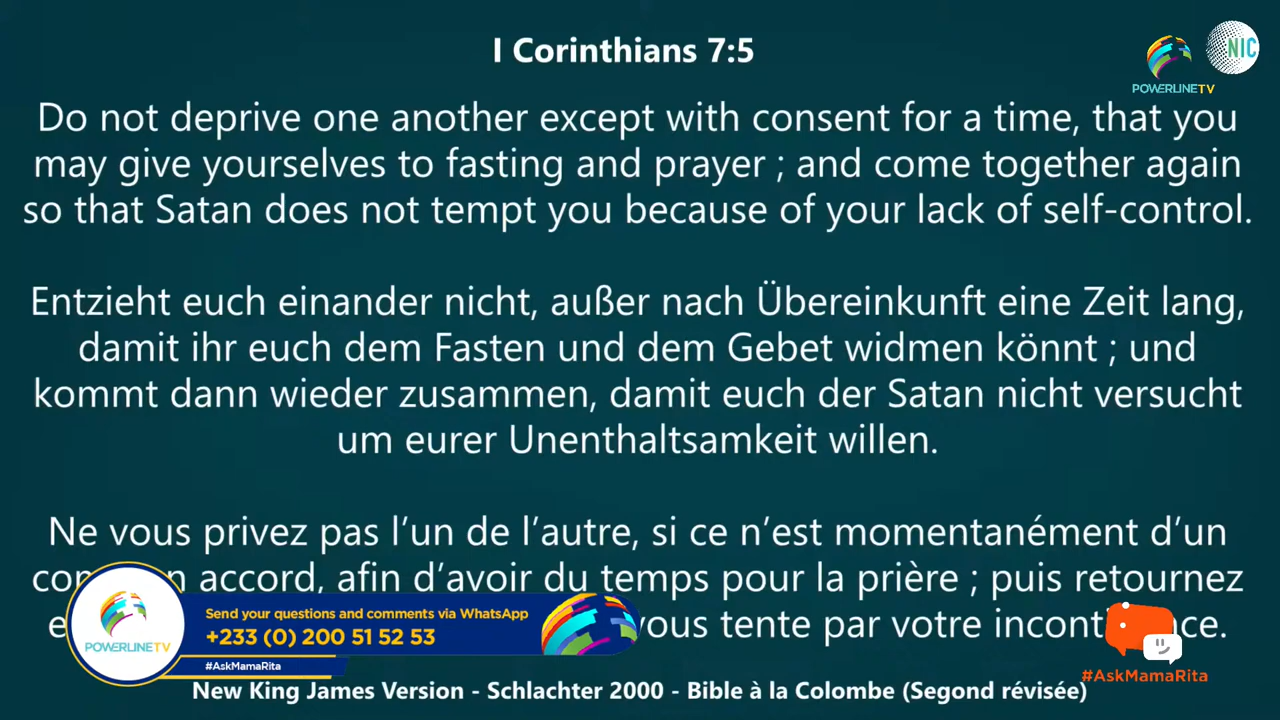 I Corinthians 7:5
NIC
POWERLINETV
Do not deprive one another except with consent for a time, that you
may give yourselves to fasting and prayer ; and come together again
so that Satan does not tempt you because of your lack of self-control.
Entzieht euch einander nicht, außer nach Übereinkunft eine Zeit lang,
damit ihr euch dem Fasten und dem Gebet widmen könnt ; und
kommt dann wieder zusammen, damit euch der Satan nicht versucht
um eurer Unenthaltsamkeit willen.
Ne vous privez pas l’un de l’autre, si ce n’est momentanément d’un
accord, afin d’avoir du temps pour la prière ; puis retournez
vous tente par votre
POWERLINETV
Send your questions and comments via WhatsApp
+233 (0) 200 51 52 53
#AskMamaRita
#AskMamaRita
New King James Version - Schlachter 2000 - Bible à la Colombe (Segond révisée)